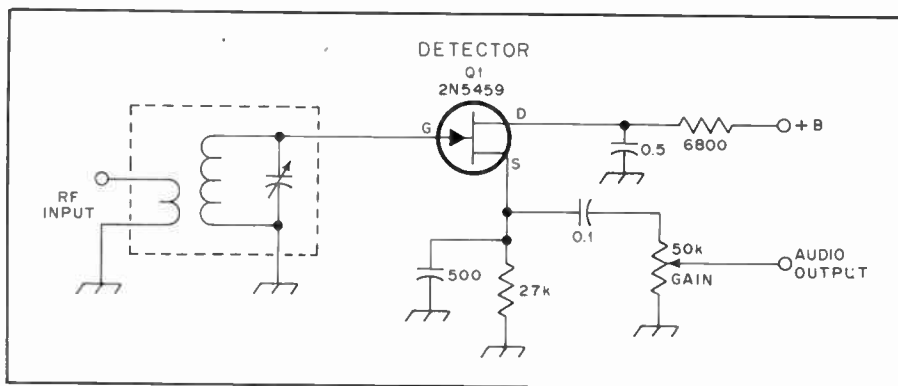 DETECTOR
Q1
2N5459
G
D
S
+B
0.5
6800
RF
INPUT
0.1
50k
GAIN
AUDIO
OUTPUT
500
27k